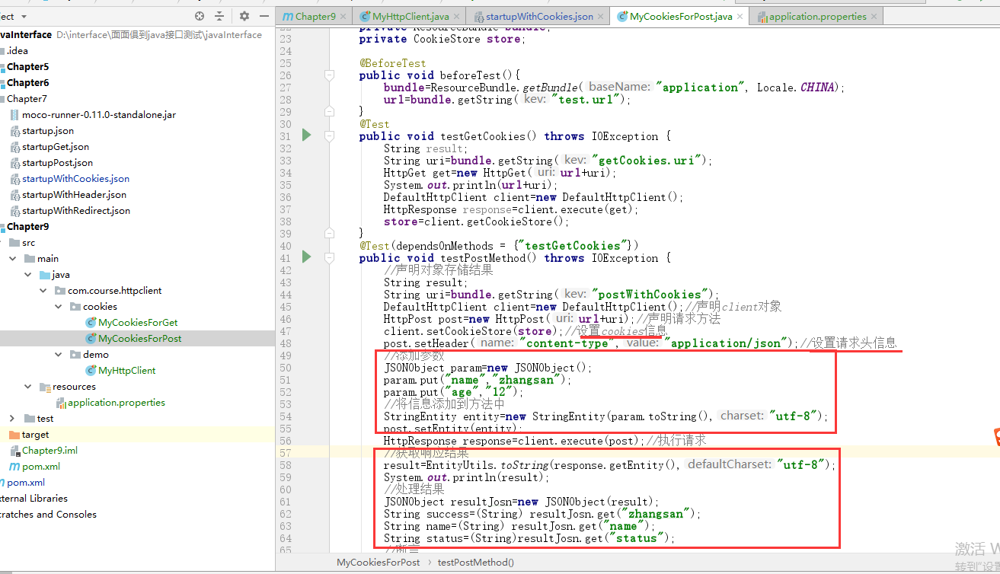 ect
Chapter9
MyHttpClient.java
startupWithCookies.json
MyCookiesForPost.java
application.properties
vaInterface D:\interface\面面俱到java接口测试\javaInterface
.idea
Chapter5
Chapter6
Chapter7
moco-runner-0.11.0-standalone.jar
startup.json
startupGet.json
startupPost.json
startupWithCookies.json
startupWithHeader.json
startupWithRedirect.json
Chapter9
src
main
java
com.course.httpclient
cookies
MyCookiesForGet
MyCookiesForPost
demo
MyHttpClient
resources
application.properties
test
target
Chapter9.iml
pom.xml
pom.xml
ternal Libraries
cratches and Consoles
22 private ResourceBundle bundle;
23 private CookieStore store;
24
25 @BeforeTest
26 public void beforeTest(){
27 bundle=ResourceBundle.getBundle( baseName: "application", Locale.CHINA);
28 url=bundle.getString( key: "test.url");
29 }
30 @Test
31 public void testGetCookies() throws IOException {
32 String result;
33 String uri=bundle.getString( key: "getCookies.uri");
34 HttpGet get=new HttpGet( uri: url+uri);
35 System.out.println(url+uri);
36 DefaultHttpClient client=new DefaultHttpClient();
37 HttpResponse response=client.execute(get);
38 store=client.getCookieStore();
39 }
40 @Test(dependsOnMethods = {"testGetCookies"})
41 public void testPostMethod() throws IOException {
42 //声明对象存储结果
43 String result;
44 String uri=bundle.getString( key: "postWithCookies");
45 DefaultHttpClient client=new DefaultHttpClient();//声明client对象
46 HttpPost post=new HttpPost( uri: url+uri);//声明请求方法
47 client.setCookieStore(store);//设置cookies信息
48 post.setHeader( name: "content-type", value: "application/json");//设置请求头信息
49 //添加参数
50 JSONObject param=new JSONObject();
51 param.put("name","zhangsan");
52 param.put("age","12");
53 //将信息添加到方法中
54 StringEntity entity=new StringEntity(param.toString(), charset: "utf-8");
55 post.setEntity(entity);
56 HttpResponse response=client.execute(post);//执行请求
57 //获取响应结果
58 result=EntityUtils.toString(response.getEntity(), defaultCharset: "utf-8");
59 System.out.println(result);
60 //处理结果
61 JSONObject resultJosn=new JSONObject(result);
62 String success=(String) resultJosn.get("zhangsan");
63 String name=(String) resultJosn.get("name");
64 String status=(String)resultJosn.get("status");
65 //断言
MyCookiesForPost › testPostMethod()
激活 W
转到"设置